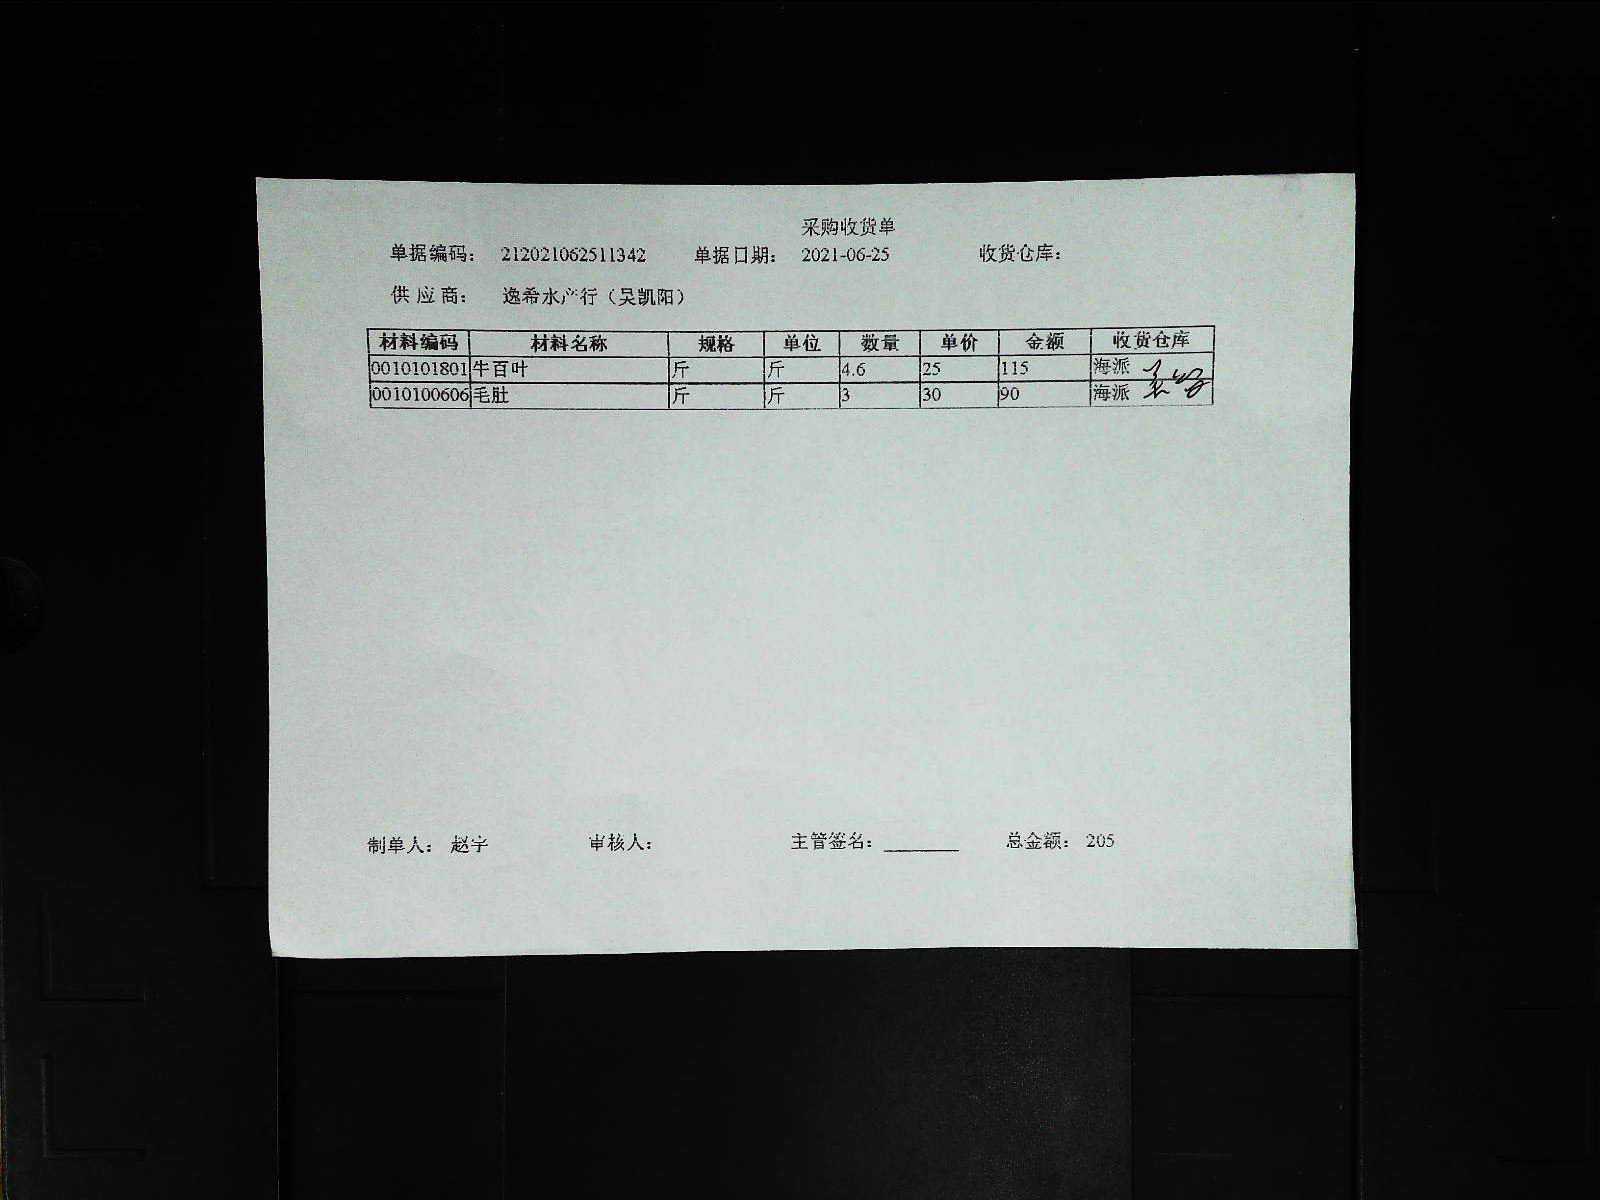 采购收货单
单据编码： 212021062511342 单据日期： 2021-06-25 收货仓库：
供 应 商： 逸希水产行（吴凯阳）
材料编码 材料名称 规格 单位 数量 单价 金额 收货仓库
0010101801 牛百叶 斤 斤 4.6 25 115 海派
0010100606 毛肚 斤 斤 3 30 90 海派
制单人： 赵宇 审核人： 主管签名： ________ 总金额： 205